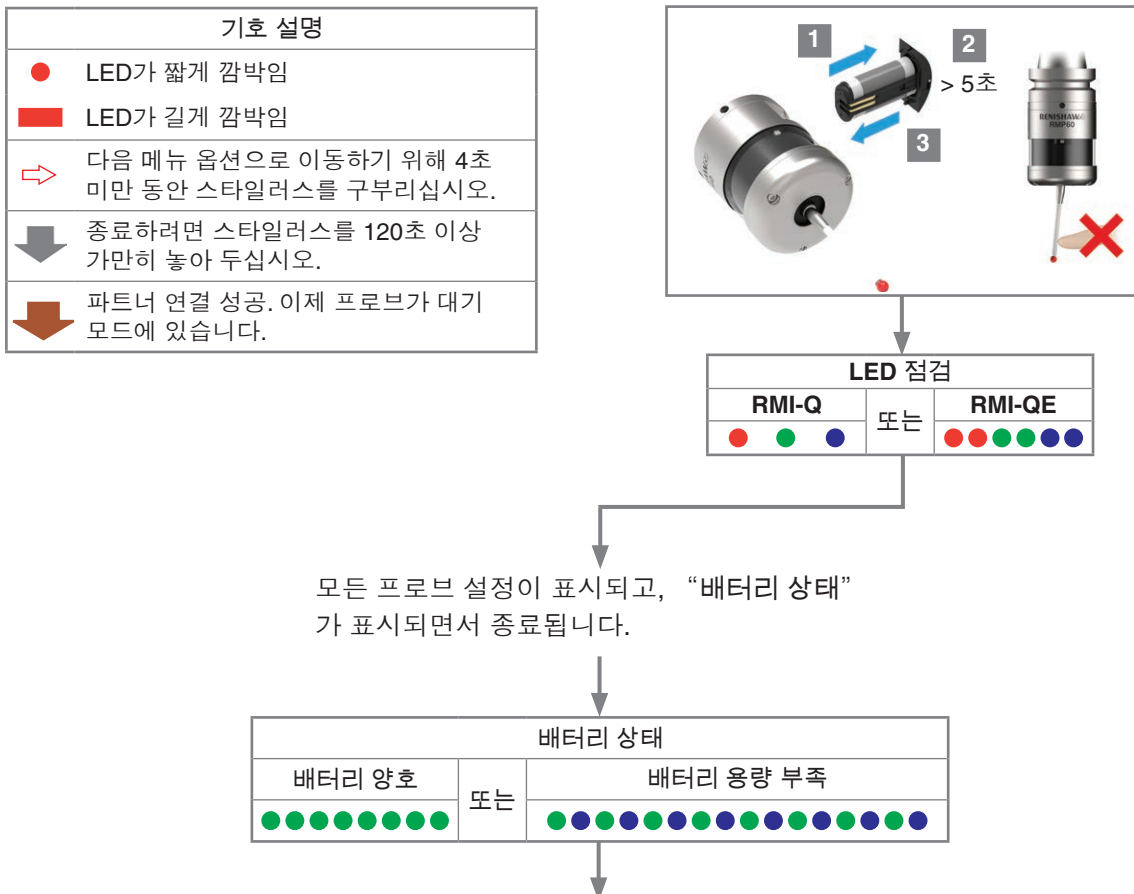 기호 설명
LED가 짧게 깜박임
LED가 길게 깜박임
다음 메뉴 옵션으로 이동하기 위해 4초
미만 동안 스타일러스를 구부리십시오.
종료하려면 스타일러스를 120초 이상
가만히 놓아 두십시오.
파트너 연결 성공. 이제 프로브가 대기
모드에 있습니다.
1
2
> 5초
3
RENISHAW
RMP60
LED 점검
RMI-Q
또는
RMI-QE
모든 프로브 설정이 표시되고, “배터리 상태”
가 표시되면서 종료됩니다.
배터리 상태
배터리 양호
또는
배터리 용량 부족